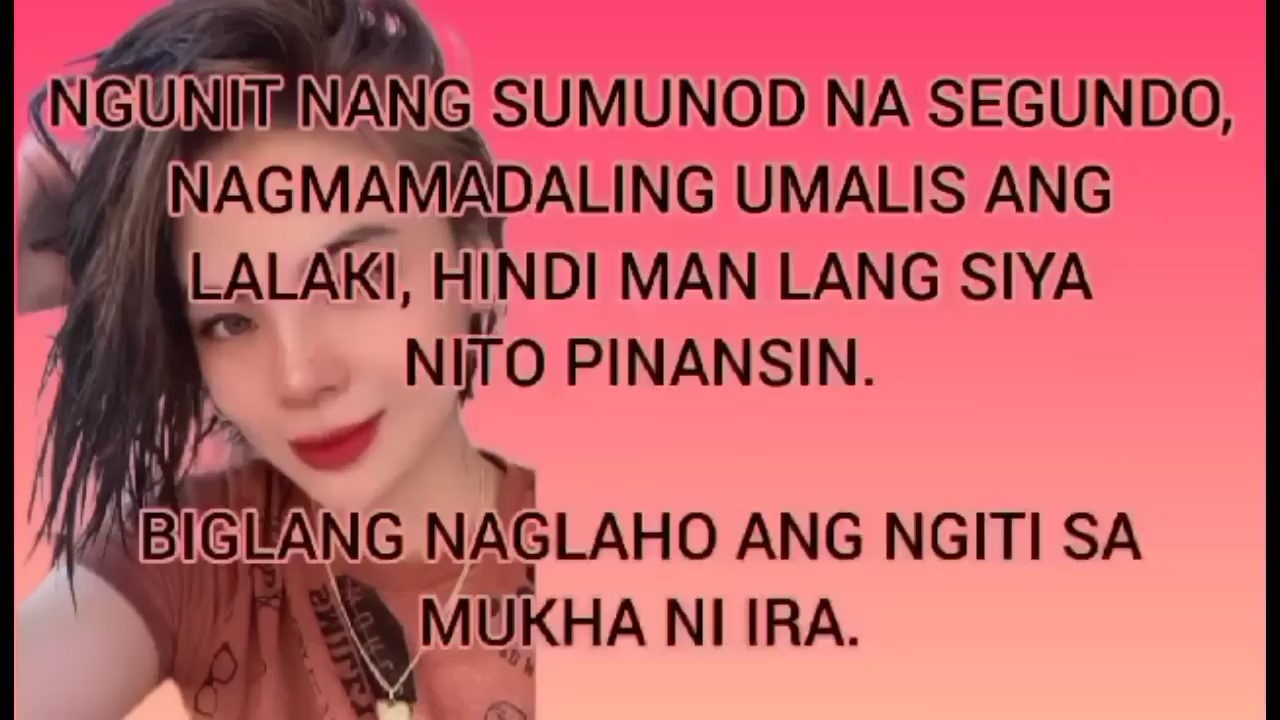 NGUNIT NANG SUMUNOD NA SEGUNDO,
NAGMAMADALING UMALIS ANG
LALAKI, HINDI MAN LANG SIYA
NITO PINANSIN.
BIGLANG NAGLAHO ANG NGITI SA
MUKHA NI IRA.